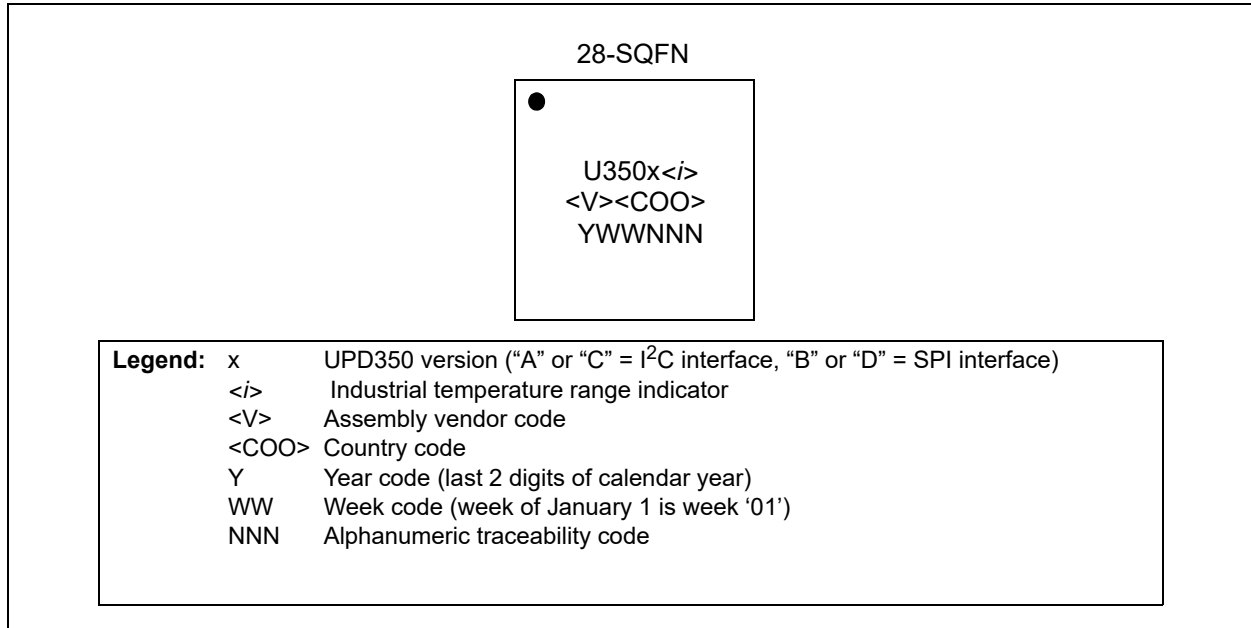 28-SQFN
U350x<i>
<V><COO>
YWWNNN
Legend: x UPD350 version (“A” or “C” = I²C interface, “B” or “D” = SPI interface)
<i> Industrial temperature range indicator
<V> Assembly vendor code
<COO> Country code
Y Year code (last 2 digits of calendar year)
WW Week code (week of January 1 is week ‘01’)
NNN Alphanumeric traceability code